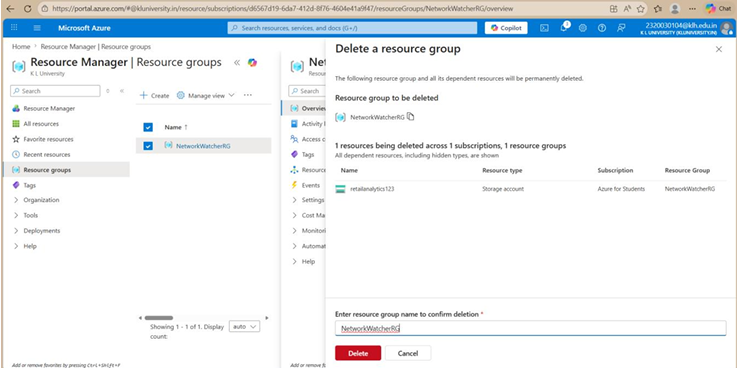 https://portal.azure.com/#@kluniversity.in/resource/subscriptions/d6567d19-6da7-412d-8f76-4604e41a9f47/resourceGroups/NetworkWatcherRG/overview
Chat
Microsoft Azure
Search resources, services, and docs (G+/)
Copilot
2320030104@klh.edu.in
K L UNIVERSITY (KLUNIVERSITY.IN)
Home > Resource Manager | Resource groups
Resource Manager | Resource groups
K L University
Search
Resource Manager
All resources
Favorite resources
Recent resources
Resource groups
Tags
Organization
Tools
Deployments
Help
Create
Manage view
Name ↑
NetworkWatcherRG
Showing 1 - 1 of 1. Display count:
auto
Add or remove favorites by pressing Ctrl+Shift+F
Net
Resour
Search
Overvie
Activity l
Access c
Tags
Resource
Events
Settings
Cost Ma
Monitori
Automat
Help
Add or remove fav
Delete a resource group
The following resource group and all its dependent resources will be permanently deleted.
Resource group to be deleted
NetworkWatcherRG
1 resources being deleted across 1 subscriptions, 1 resource groups
All dependent resources, including hidden types, are shown
Name Resource type Subscription Resource Group
retailanalytics123 Storage account Azure for Students NetworkWatcherRG
Enter resource group name to confirm deletion *
NetworkWatcherRG
Delete Cancel